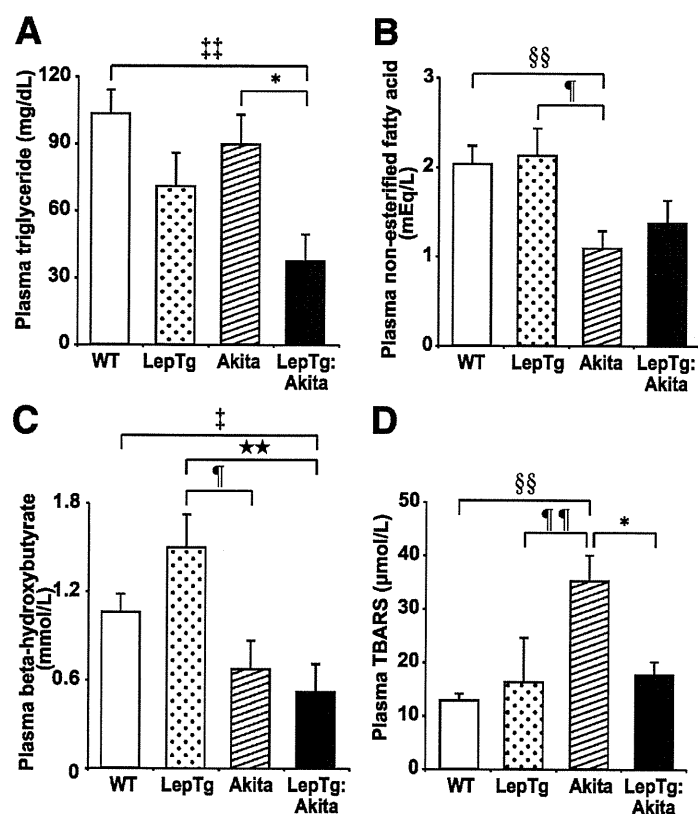 A
Plasma triglyceride (mg/dL)
120
90
60
30
0
‡‡
*
WT LepTg Akita LepTg:
Akita
B
Plasma non-esterified fatty acid
(mEq/L)
3
2
1
0
§§
¶
WT LepTg Akita LepTg:
Akita
C
Plasma beta-hydroxybutyrate
(mmol/L)
1.8
1.2
0.6
0
‡
★★
¶
WT LepTg Akita LepTg:
Akita
D
Plasma TBARS (μmol/L)
50
40
30
20
10
0
§§
¶¶
*
WT LepTg Akita LepTg:
Akita